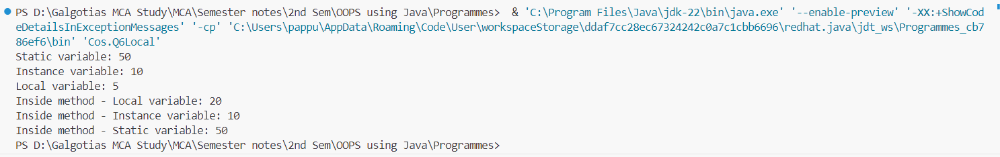 PS D:\Galgotias MCA Study\MCA\Semester notes\2nd Sem\OOPS using Java\Programmes>  & 'C:\Program Files\Java\jdk-22\bin\java.exe' '--enable-preview' '-XX:+ShowCod
eDetailsInExceptionMessages' '-cp' 'C:\Users\pappu\AppData\Roaming\Code\User\workspaceStorage\ddaf7cc28ec67324242c0a7c1cbb6696\redhat.java\jdt_ws\Programmes_cb7
86ef6\bin' 'Cos.Q6Local'
Static variable: 50
Instance variable: 10
Local variable: 5
Inside method - Local variable: 20
Inside method - Instance variable: 10
Inside method - Static variable: 50
PS D:\Galgotias MCA Study\MCA\Semester notes\2nd Sem\OOPS using Java\Programmes>